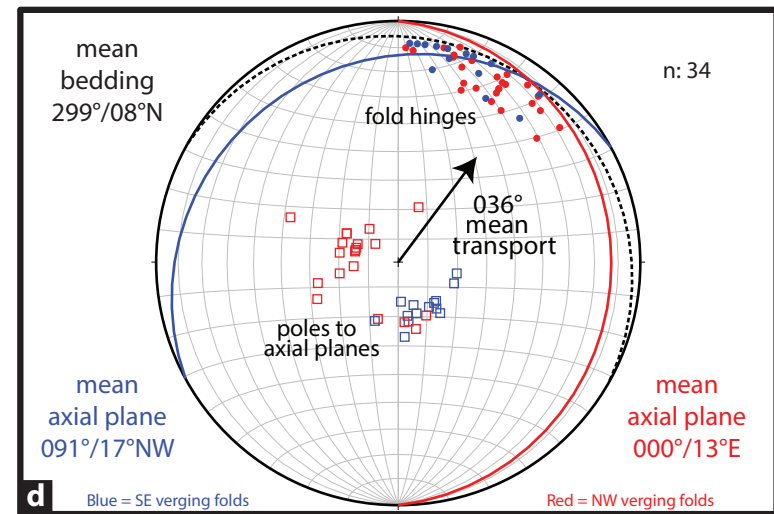 mean
bedding
299°/08°N
n: 34
fold hinges
036°
mean
transport
poles to
axial planes
mean
axial plane
091°/17°NW
mean
axial plane
000°/13°E
d
Blue = SE verging folds
Red = NW verging folds